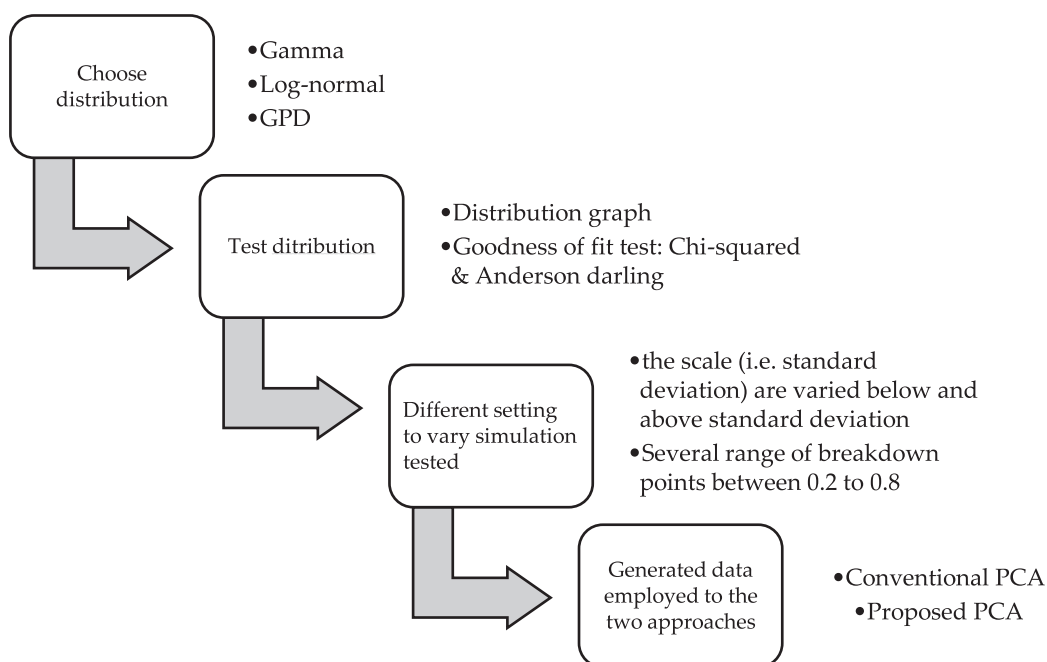 Choose
distribution
•Gamma
•Log-normal
•GPD
Test ditribution
•Distribution graph
•Goodness of fit test: Chi-squared
& Anderson darling
Different setting
to vary simulation
tested
•the scale (i.e. standard
deviation) are varied below and
above standard deviation
•Several range of breakdown
points between 0.2 to 0.8
Generated data
employed to the
two approaches
•Conventional PCA
•Proposed PCA